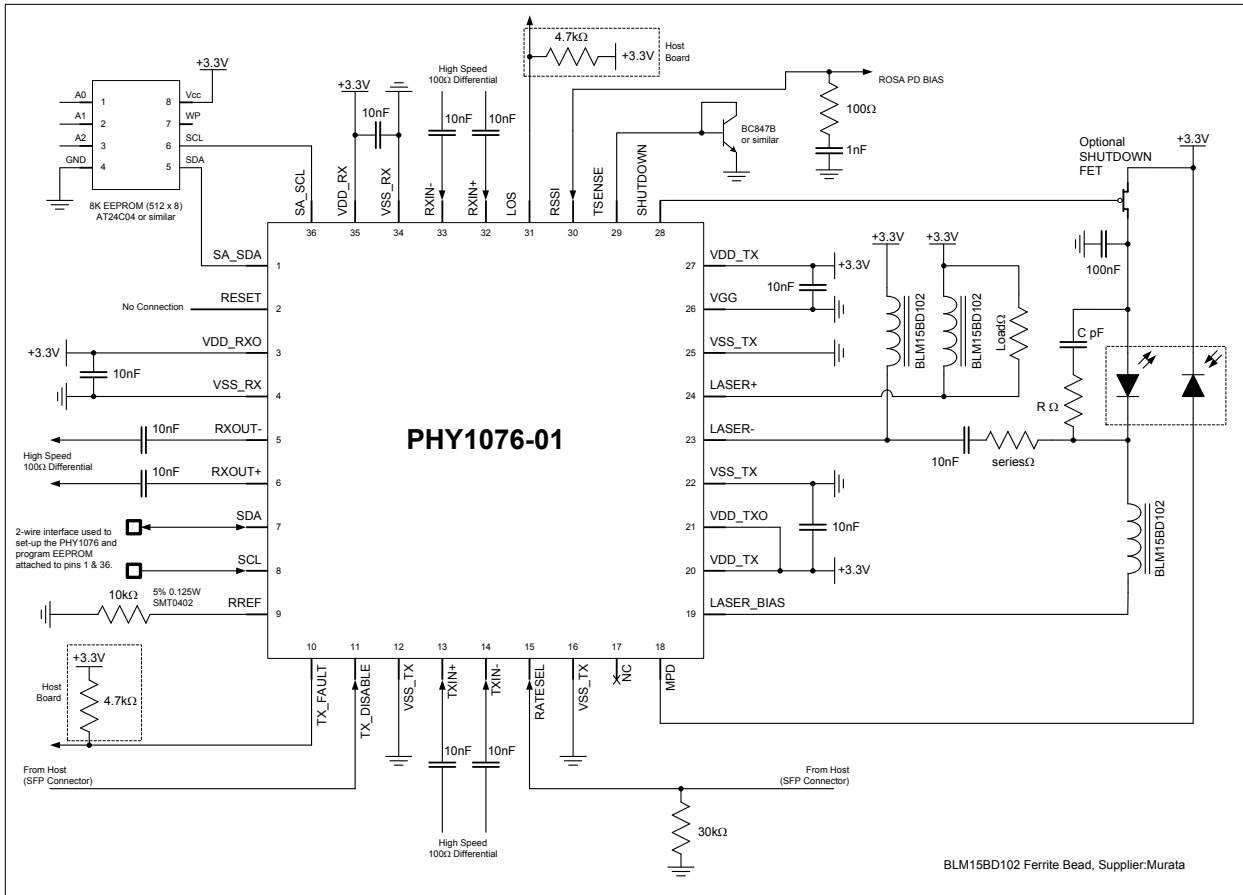 +3.3V
A0
A1
A2
GND
1
2
3
4
8
7
6
5
Vcc
WP
SCL
SDA
8K EEPROM (512 x 8)
AT24C04 or similar
+3.3V
10nF
High Speed
100Ω Differential
10nF
10nF
4.7kΩ
+3.3V
Host
Board
ROSA PD BIAS
100Ω
1nF
BC847B
or similar
Optional
SHUTDOWN
FET
+3.3V
SA_SCL
VDD_RX
VSS_RX
RXIN-
RXIN+
LOS
RSSI
TSENSE
SHUTDOWN
36
35
34
33
32
31
30
29
28
SA_SDA
1
RESET
2
No Connection
VDD_RXO
3
+3.3V
10nF
VSS_RX
4
RXOUT-
5
10nF
High Speed
100Ω Differential
RXOUT+
6
10nF
SDA
7
2-wire interface used to
set-up the PHY1076 and
program EEPROM
attached to pins 1 & 36.
SCL
8
10kΩ
5% 0.125W
SMT0402
RREF
9
PHY1076-01
27
VDD_TX
+3.3V
10nF
26
VGG
25
VSS_TX
24
LASER+
23
LASER-
22
VSS_TX
21
VDD_TXO
10nF
20
VDD_TX
+3.3V
19
LASER_BIAS
+3.3V
+3.3V
BLM15BD102
BLM15BD102
LoadΩ
100nF
C pF
R Ω
10nF
seriesΩ
BLM15BD102
10
11
12
13
14
15
16
17
18
TX_FAULT
TX_DISABLE
VSS_TX
TXIN+
TXIN-
RATESEL
VSS_TX
NC
MPD
+3.3V
Host
Board
4.7kΩ
From Host
(SFP Connector)
10nF
10nF
High Speed
100Ω Differential
From Host
(SFP Connector)
30kΩ
BLM15BD102 Ferrite Bead, Supplier:Murata